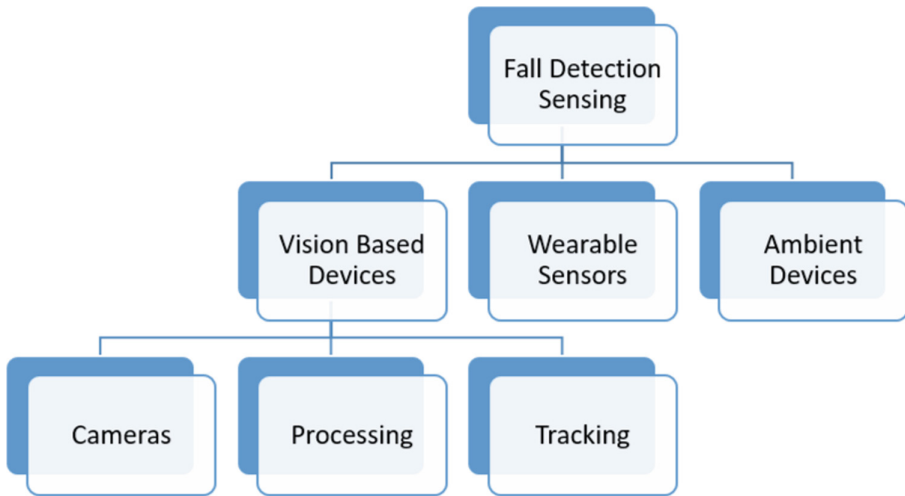 Fall Detection
Sensing
Vision Based
Devices
Wearable
Sensors
Ambient
Devices
Cameras
Processing
Tracking